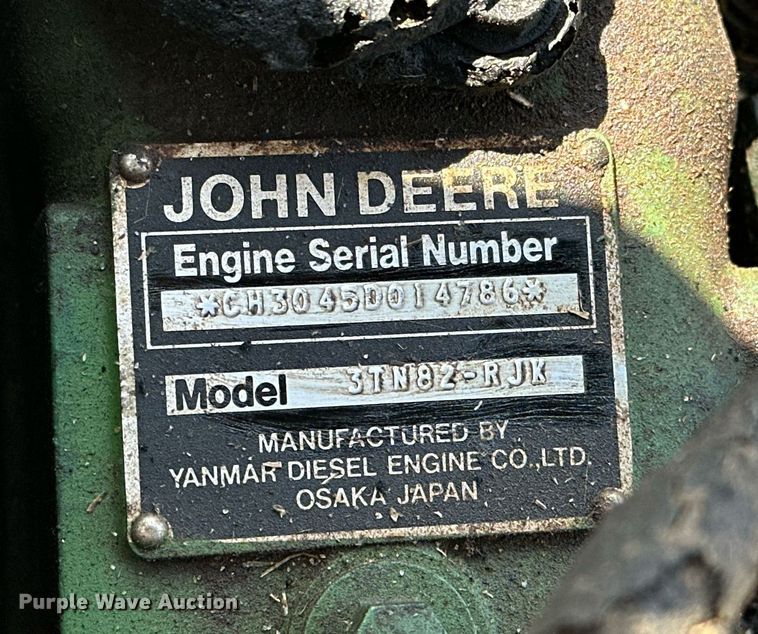 JOHN DEERE
Engine Serial Number
*CH3045D014786*
Model 3TN82-RJK
MANUFACTURED BY
YANMAR DIESEL ENGINE CO.,LTD.
OSAKA JAPAN
Purple Wave Auction